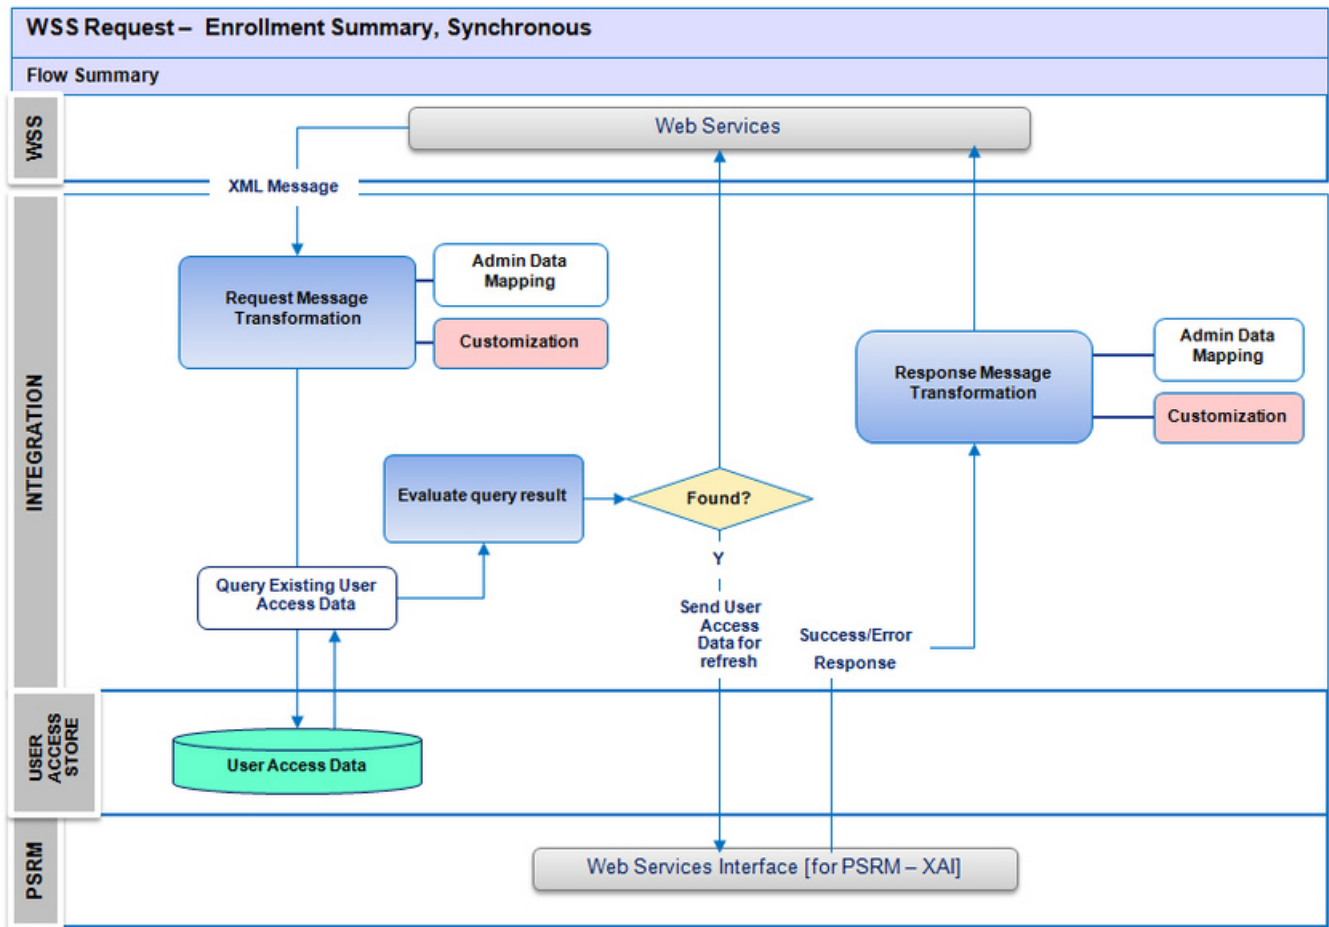 WSS Request – Enrollment Summary, Synchronous
Flow Summary
WSS
Web Services
XML Message
INTEGRATION
Request Message
Transformation
Admin Data
Mapping
Customization
Response Message
Transformation
Admin Data
Mapping
Customization
Evaluate query result
Found?
Y
Query Existing User
Access Data
Send User
Access
Data for
refresh
Success/Error
Response
USER
ACCESS
STORE
User Access Data
PSRM
Web Services Interface [for PSRM – XAI]